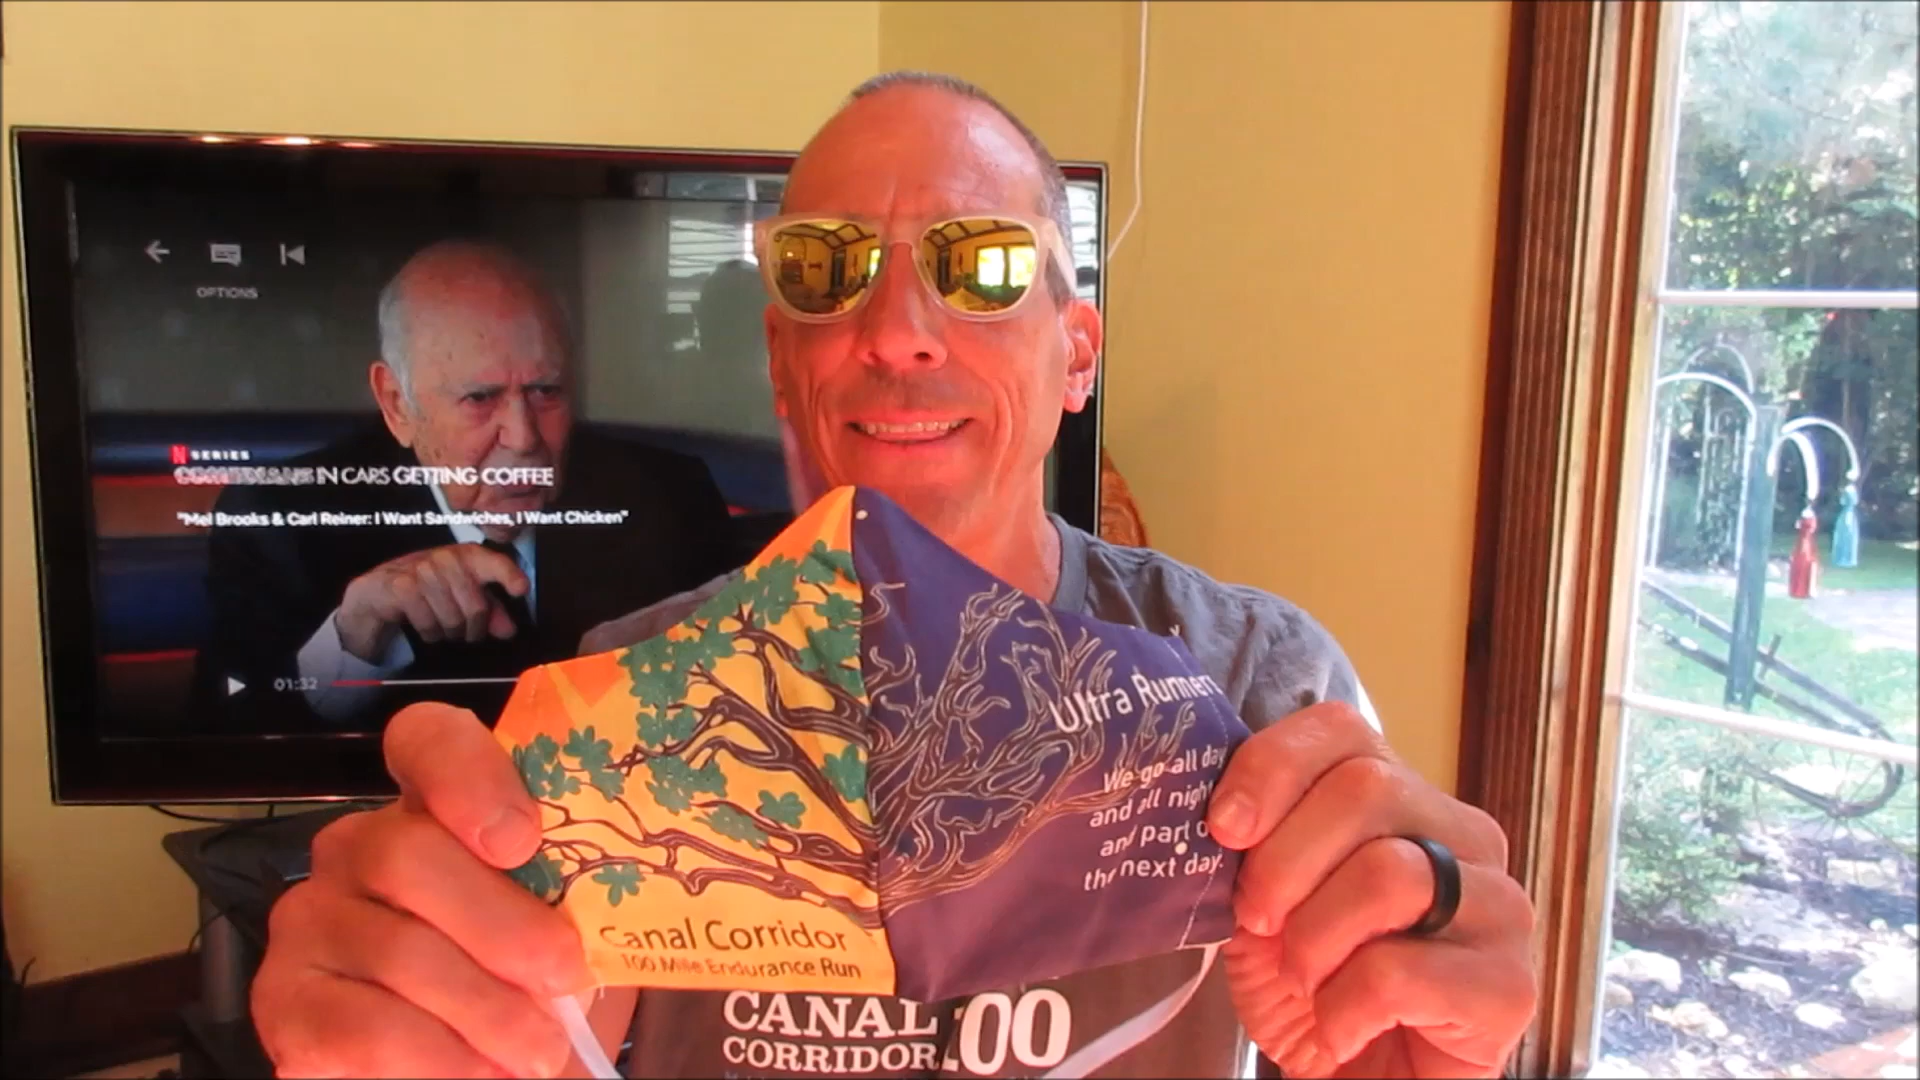 OPTIONS
N SERIES
COMEDIANS IN CARS GETTING COFFEE
"Mel Brooks & Carl Reiner: I Want Sandwiches, I Want Chicken"
01:32
Ultra Runners
We go all day
and all night
and part of
the next day.
Canal Corridor
100 Mile Endurance Run
CANAL 100
CORRIDOR